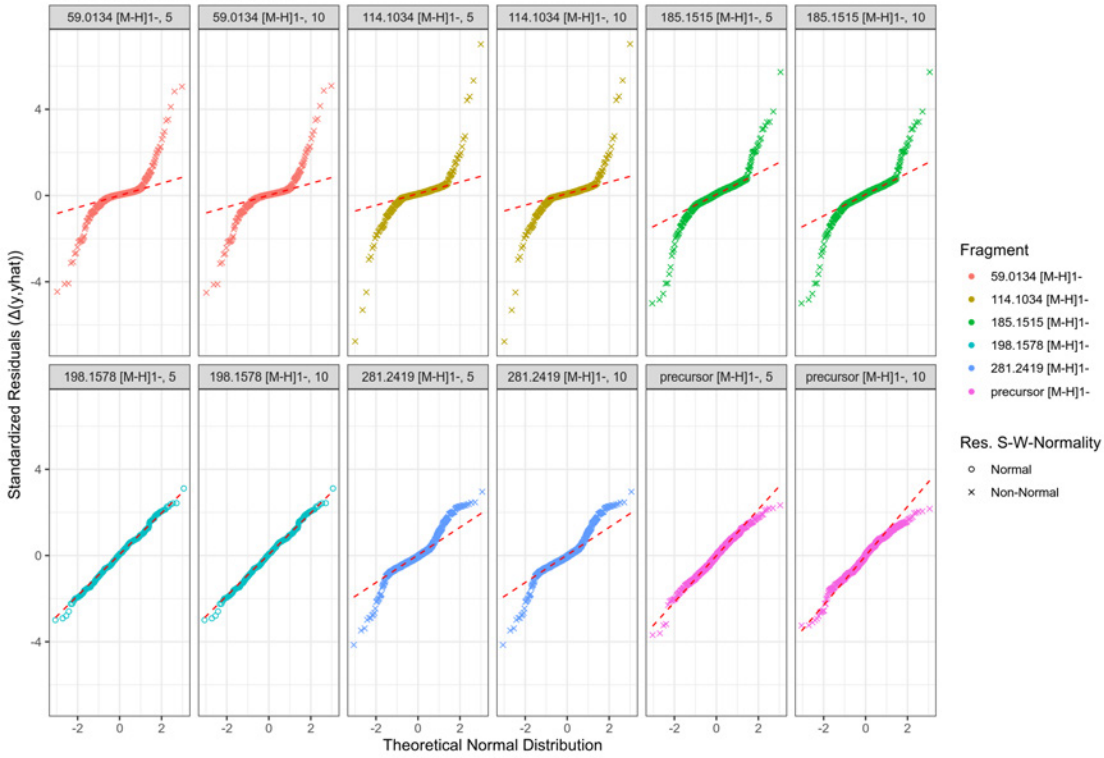 59.0134 [M-H]1-, 5
59.0134 [M-H]1-, 10
114.1034 [M-H]1-, 5
114.1034 [M-H]1-, 10
185.1515 [M-H]1-, 5
185.1515 [M-H]1-, 10
4
0
-4
198.1578 [M-H]1-, 5
198.1578 [M-H]1-, 10
281.2419 [M-H]1-, 5
281.2419 [M-H]1-, 10
precursor [M-H]1-, 5
precursor [M-H]1-, 10
4
0
-4
-2 0 2 -2 0 2 -2 0 2 -2 0 2 -2 0 2 -2 0 2
Theoretical Normal Distribution
Standardized Residuals (Δ(y.yhat))
Fragment
59.0134 [M-H]1-
114.1034 [M-H]1-
185.1515 [M-H]1-
198.1578 [M-H]1-
281.2419 [M-H]1-
precursor [M-H]1-
Res. S-W-Normality
Normal
Non-Normal